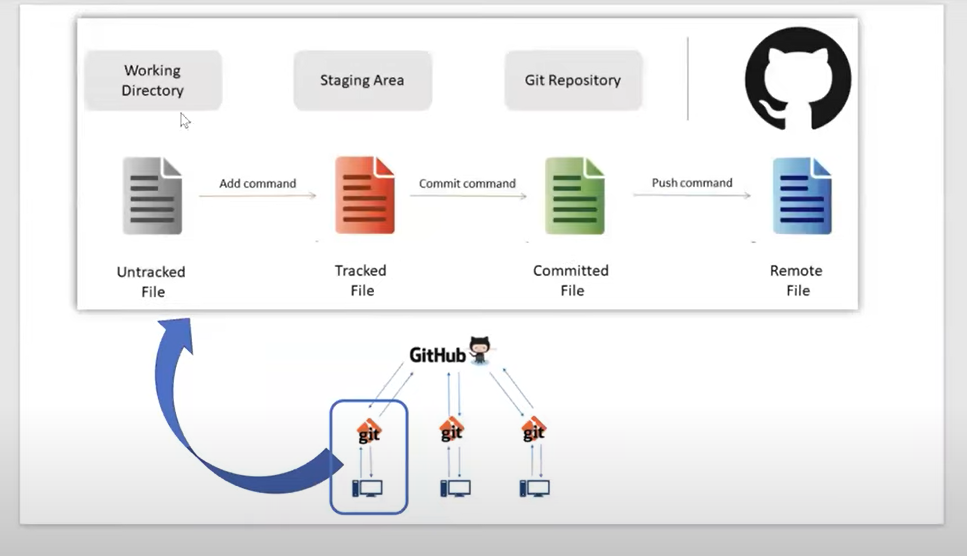 Working
Directory
Staging Area
Git Repository
Add command
Commit command
Push command
Untracked
File
Tracked
File
Committed
File
Remote
File
GitHub
git
git
git